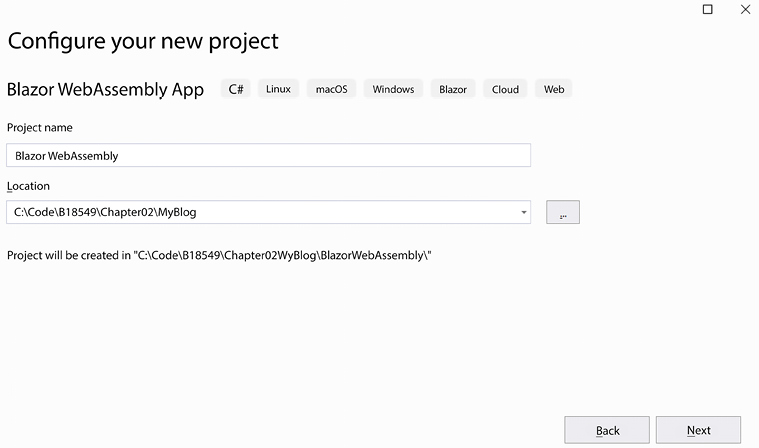 Configure your new project
Blazor WebAssembly App C# Linux macOS Windows Blazor Cloud Web
Project name
Blazor WebAssembly
Location
C:\Code\B18549\Chapter02\MyBlog ...
Project will be created in "C:\Code\B18549\Chapter02WyBlog\BlazorWebAssembly\"
Back Next